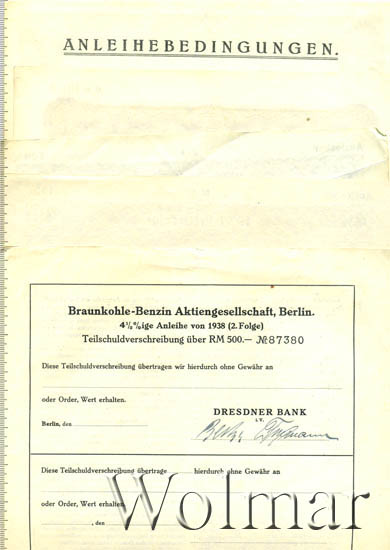 ANLEIHEBEDINGUNGEN.
Braunkohle-Benzin Aktiengesellschaft, Berlin.
4½%ige Anleihe von 1938 (2. Folge)
Teilschuldverschreibung über RM 500.— №87380
Diese Teilschuldverschreibung übertragen wir hierdurch ohne Gewähr an
oder Order, Wert erhalten.
DRESDNER BANK
Berlin, den
i.V.
Diese Teilschuldverschreibung übertrage hierdurch ohne Gewähr an
oder Order, Wert erhalten.
, den
Wolmar